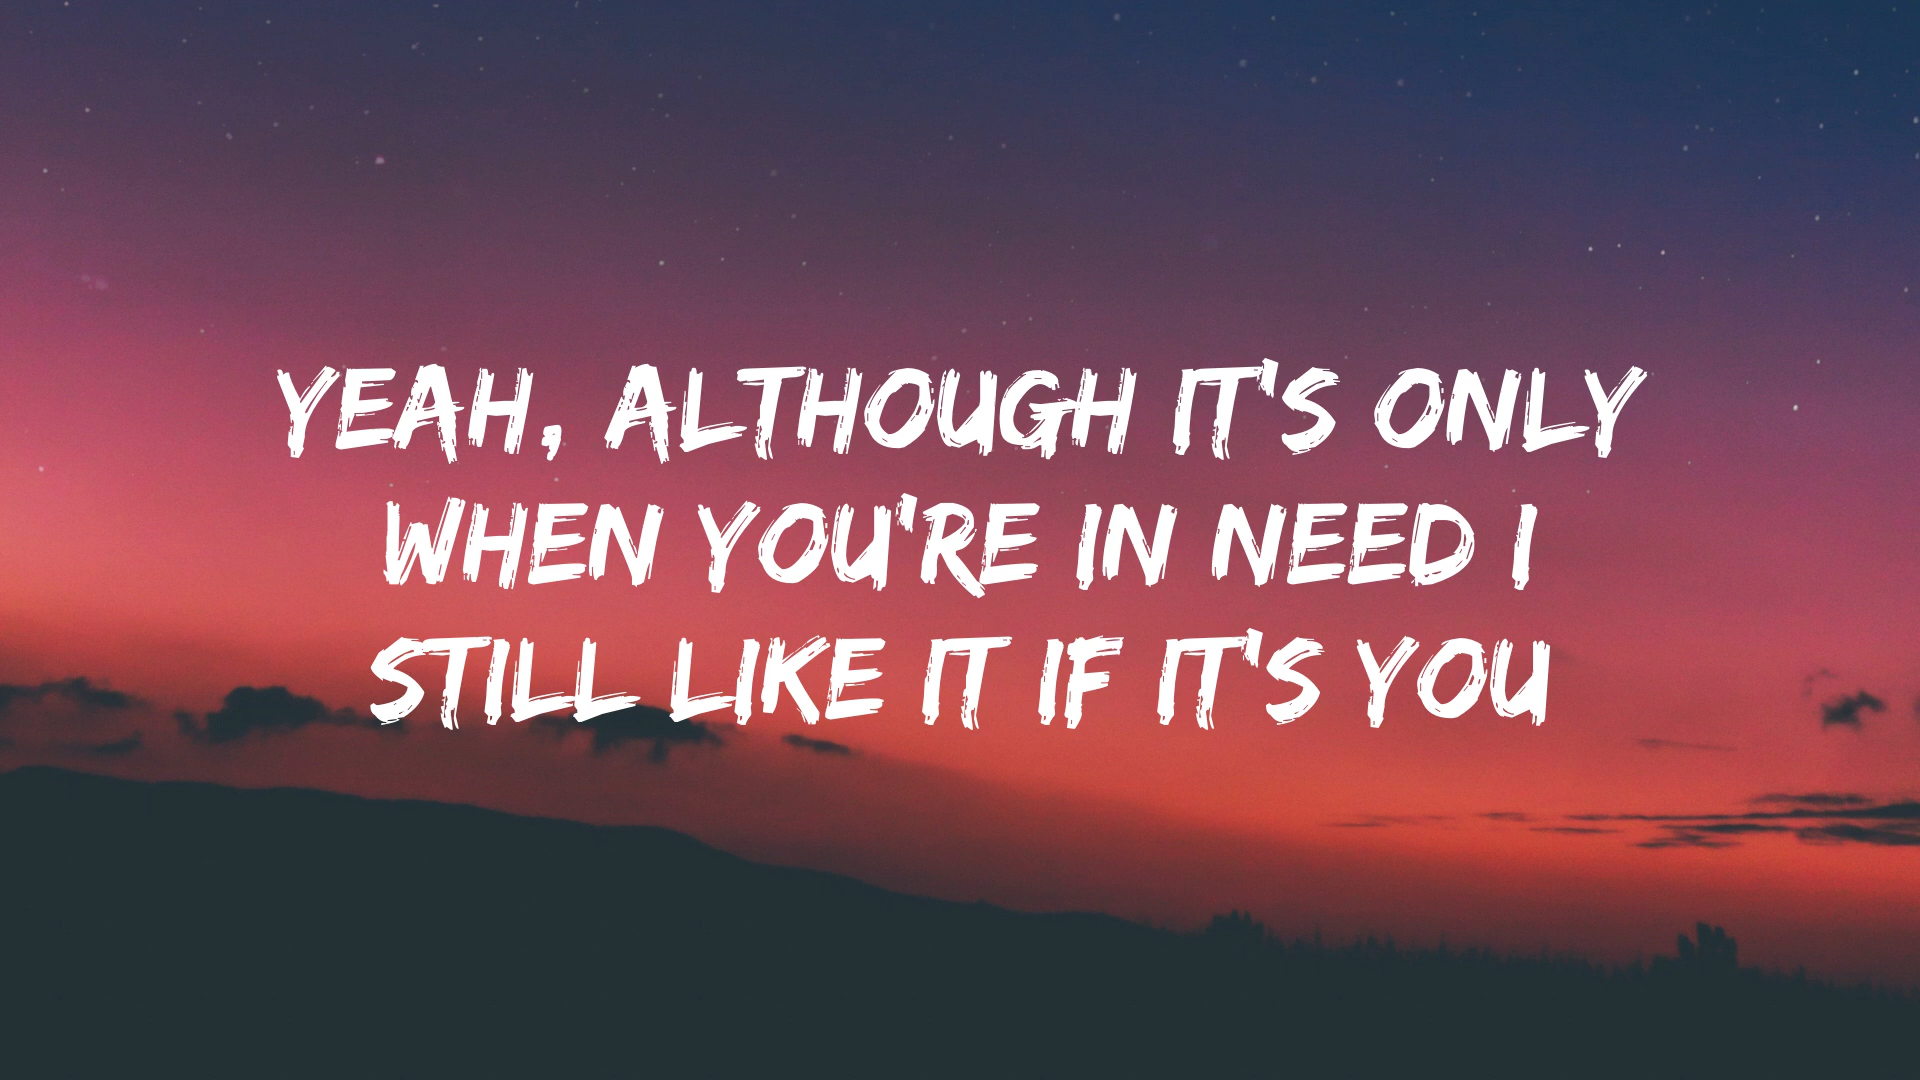 YEAH, ALTHOUGH IT'S ONLY
WHEN YOU'RE IN NEED I
STILL LIKE IT IF IT'S YOU